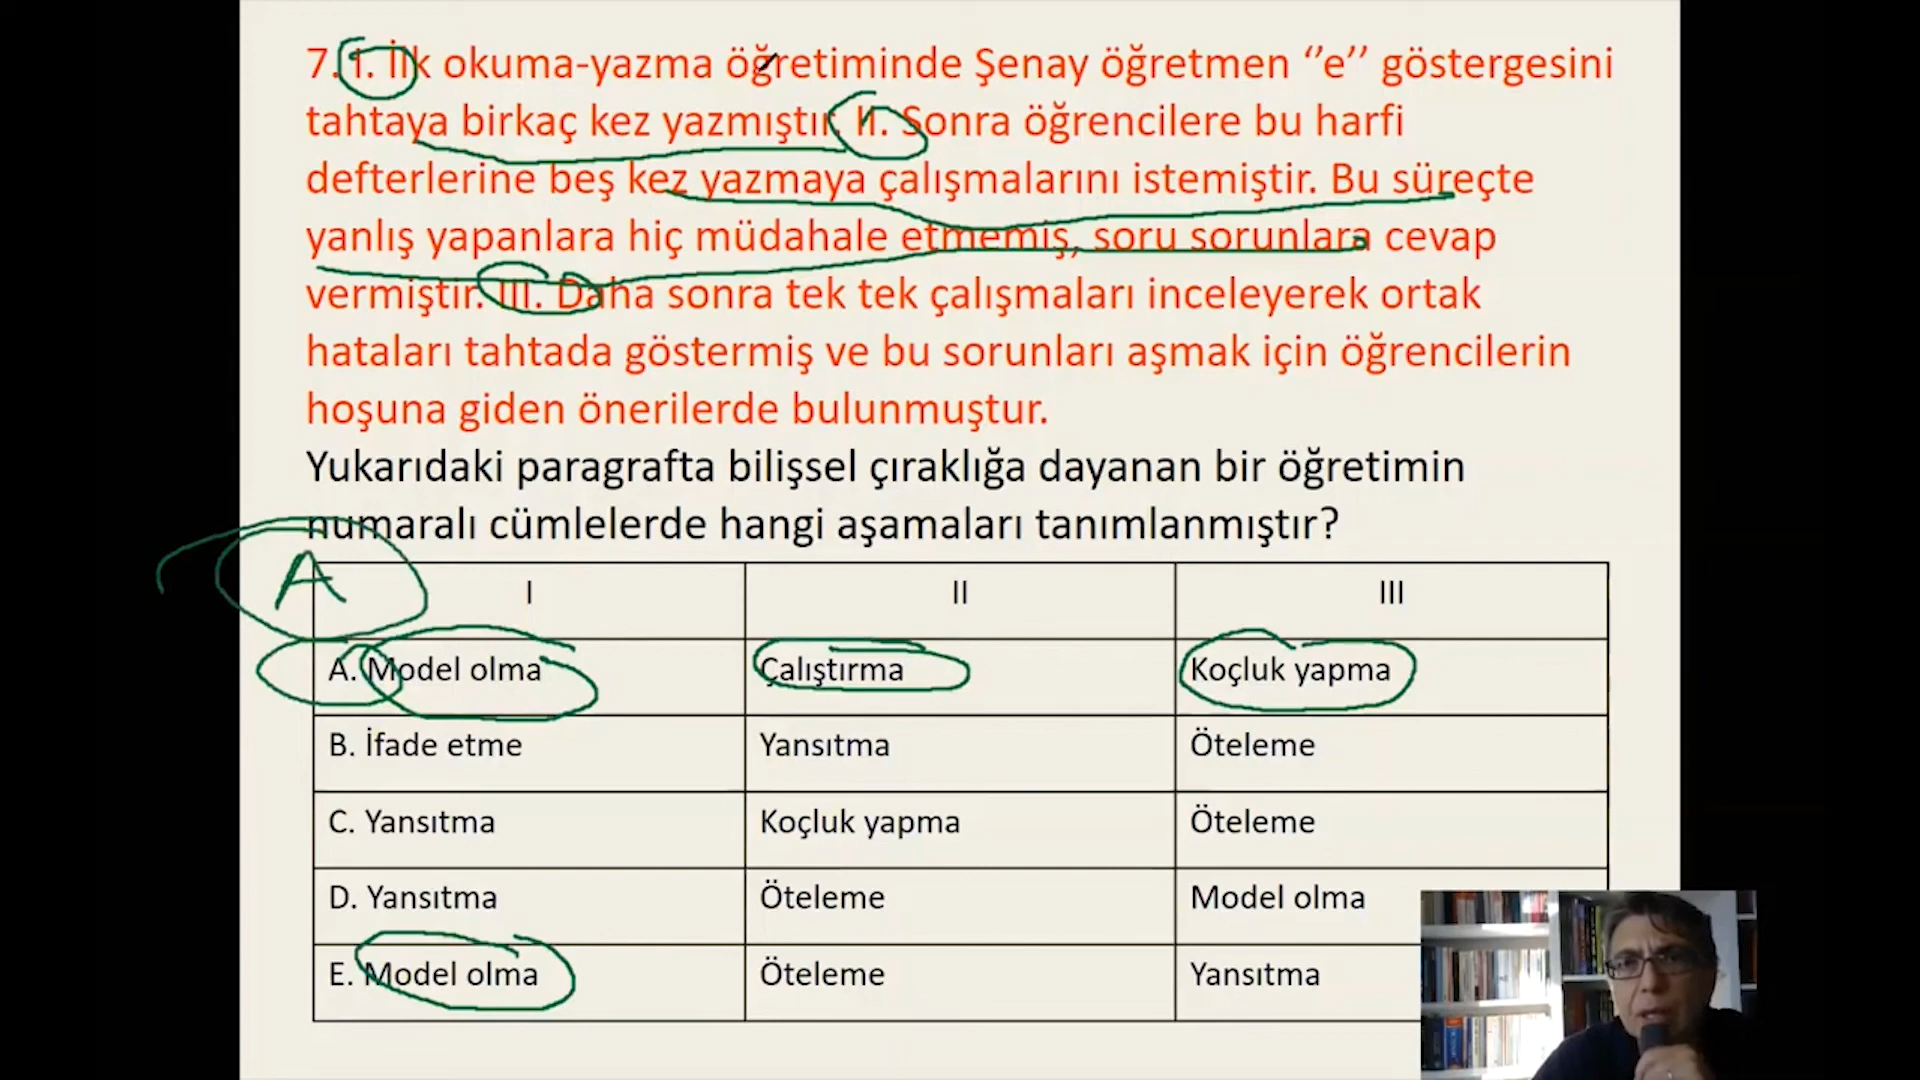 7. I. İlk okuma-yazma öğretiminde Şenay öğretmen ‘’e’’ göstergesini
tahtaya birkaç kez yazmıştır. II. Sonra öğrencilere bu harfi
defterlerine beş kez yazmaya çalışmalarını istemiştir. Bu süreçte
yanlış yapanlara hiç müdahale etmemiş, soru sorunlara cevap
vermiştir. III. Daha sonra tek tek çalışmaları inceleyerek ortak
hataları tahtada göstermiş ve bu sorunları aşmak için öğrencilerin
hoşuna giden önerilerde bulunmuştur.
Yukarıdaki paragrafta bilişsel çıraklığa dayanan bir öğretimin
numaralı cümlelerde hangi aşamaları tanımlanmıştır?
A
I II III
A. Model olma Çalıştırma Koçluk yapma
B. İfade etme Yansıtma Öteleme
C. Yansıtma Koçluk yapma Öteleme
D. Yansıtma Öteleme Model olma
E. Model olma Öteleme Yansıtma